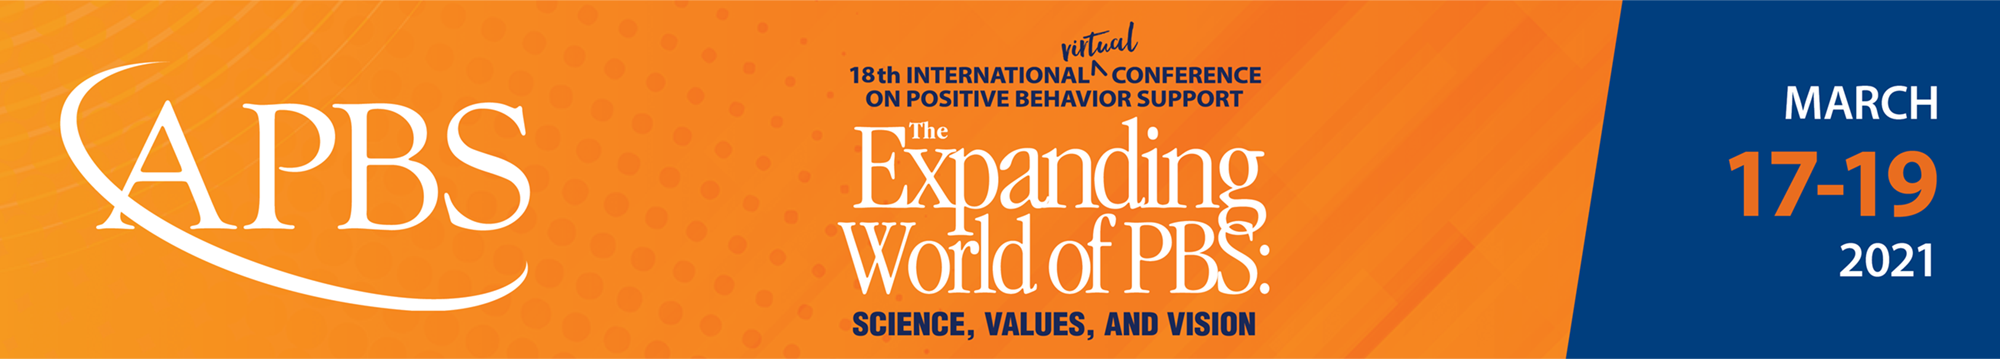 APBS
virtual
18th INTERNATIONAL ^ CONFERENCE
ON POSITIVE BEHAVIOR SUPPORT
The
Expanding
World of PBS:
SCIENCE, VALUES, AND VISION
MARCH
17-19
2021